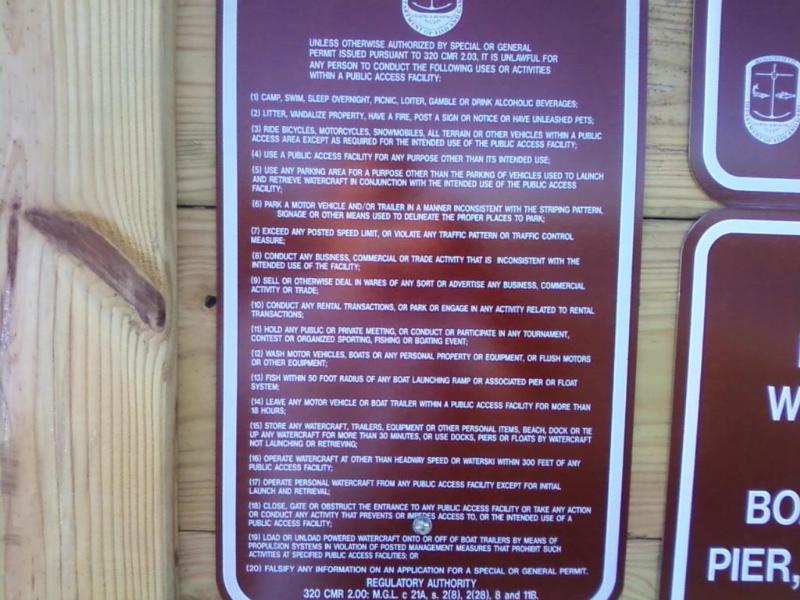 UNLESS OTHERWISE AUTHORIZED BY SPECIAL OR GENERAL
PERMIT ISSUED PURSUANT TO 320 CMR 2.03, IT IS UNLAWFUL FOR
ANY PERSON TO CONDUCT THE FOLLOWING USES OR ACTIVITIES
WITHIN A PUBLIC ACCESS FACILITY:
(1) CAMP, SWIM, SLEEP OVERNIGHT, PICNIC, LOITER, GAMBLE OR DRINK ALCOHOLIC BEVERAGES;
(2) LITTER, VANDALIZE PROPERTY, HAVE A FIRE, POST A SIGN OR NOTICE OR HAVE UNLEASHED PETS;
(3) RIDE BICYCLES, MOTORCYCLES, SNOWMOBILES, ALL TERRAIN OR OTHER VEHICLES WITHIN A PUBLIC
ACCESS AREA EXCEPT AS REQUIRED FOR THE INTENDED USE OF THE PUBLIC ACCESS FACILITY;
(4) USE A PUBLIC ACCESS FACILITY FOR ANY PURPOSE OTHER THAN ITS INTENDED USE;
(5) USE ANY PARKING AREA FOR A PURPOSE OTHER THAN THE PARKING OF VEHICLES USED TO LAUNCH
AND RETRIEVE WATERCRAFT IN CONJUNCTION WITH THE INTENDED USE OF THE PUBLIC ACCESS
FACILITY;
(6) PARK A MOTOR VEHICLE AND/OR TRAILER IN A MANNER INCONSISTENT WITH THE STRIPING PATTERN,
SIGNAGE OR OTHER MEANS USED TO DELINEATE THE PROPER PLACES TO PARK;
(7) EXCEED ANY POSTED SPEED LIMIT, OR VIOLATE ANY TRAFFIC PATTERN OR TRAFFIC CONTROL
MEASURE;
(8) CONDUCT ANY BUSINESS, COMMERCIAL OR TRADE ACTIVITY THAT IS INCONSISTENT WITH THE
INTENDED USE OF THE FACILITY;
(9) SELL OR OTHERWISE DEAL IN WARES OF ANY SORT OR ADVERTISE ANY BUSINESS, COMMERCIAL
ACTIVITY OR TRADE;
(10) CONDUCT ANY RENTAL TRANSACTIONS, OR PARK OR ENGAGE IN ANY ACTIVITY RELATED TO RENTAL
TRANSACTIONS;
(11) HOLD ANY PUBLIC OR PRIVATE MEETING, OR CONDUCT OR PARTICIPATE IN ANY TOURNAMENT,
CONTEST OR ORGANIZED SPORTING, FISHING OR BOATING EVENT;
(12) WASH MOTOR VEHICLES, BOATS OR ANY PERSONAL PROPERTY OR EQUIPMENT, OR FLUSH MOTORS
OR OTHER EQUIPMENT;
(13) FISH WITHIN 50 FOOT RADIUS OF ANY BOAT LAUNCHING RAMP OR ASSOCIATED PIER OR FLOAT
SYSTEM;
(14) LEAVE ANY MOTOR VEHICLE OR BOAT TRAILER WITHIN A PUBLIC ACCESS FACILITY FOR MORE THAN
18 HOURS;
(15) STORE ANY WATERCRAFT, TRAILERS, EQUIPMENT OR OTHER PERSONAL ITEMS, BEACH, DOCK OR TIE
UP ANY WATERCRAFT FOR MORE THAN 30 MINUTES, OR USE DOCKS, PIERS OR FLOATS BY WATERCRAFT
NOT LAUNCHING OR RETRIEVING;
(16) OPERATE WATERCRAFT AT OTHER THAN HEADWAY SPEED OR WATERSKI WITHIN 300 FEET OF ANY
PUBLIC ACCESS FACILITY;
(17) OPERATE PERSONAL WATERCRAFT FROM ANY PUBLIC ACCESS FACILITY EXCEPT FOR INITIAL
LAUNCH AND RETRIEVAL;
(18) CLOSE, GATE OR OBSTRUCT THE ENTRANCE TO ANY PUBLIC ACCESS FACILITY OR TAKE ANY ACTION
OR CONDUCT ANY ACTIVITY THAT PREVENTS OR IMPEDES ACCESS TO, OR THE INTENDED USE OF A
PUBLIC ACCESS FACILITY;
(19) LOAD OR UNLOAD POWERED WATERCRAFT ONTO OR OFF OF BOAT TRAILERS BY MEANS OF
PROPULSION SYSTEMS IN VIOLATION OF POSTED MANAGEMENT MEASURES THAT PROHIBIT SUCH
ACTIVITIES AT SPECIFIED PUBLIC ACCESS FACILITIES; OR
(20) FALSIFY ANY INFORMATION ON AN APPLICATION FOR A SPECIAL OR GENERAL PERMIT.
REGULATORY AUTHORITY
320 CMR 2.00: M.G.L. c 21A, s. 2(8), 2(28), 8 and 11B.
W
BO
PIER,